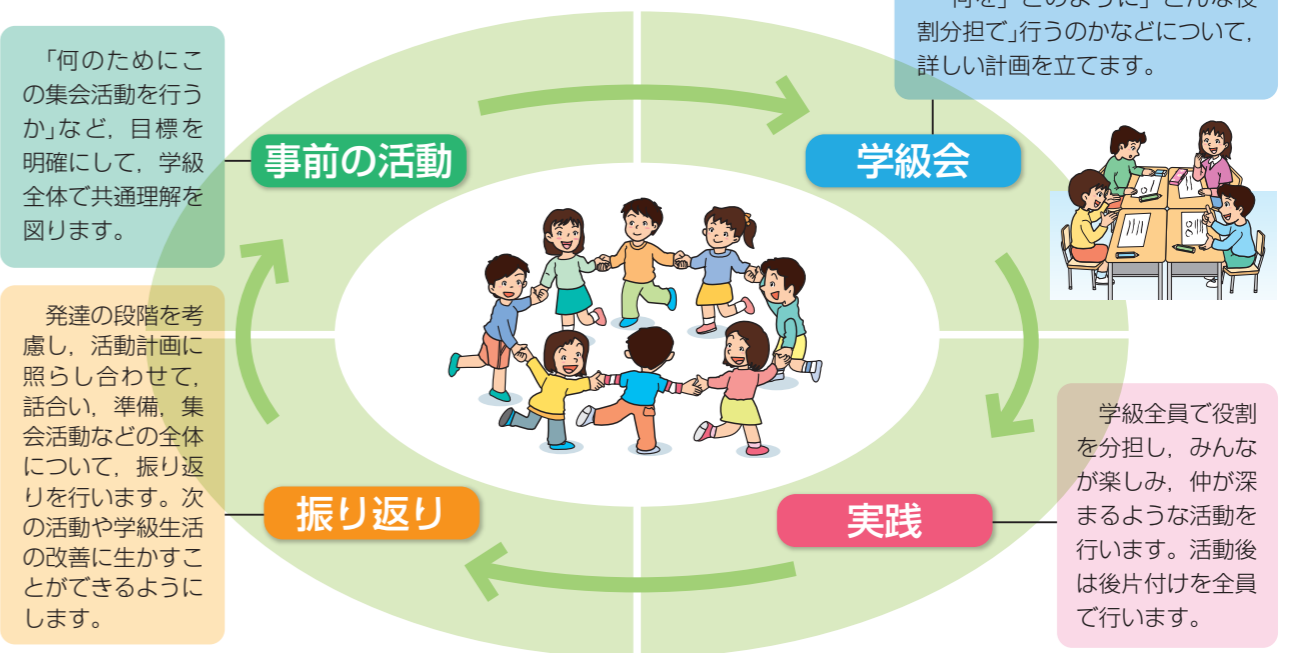 「何のためにこ
の集会活動を行う
か」など，目標を
明確にして，学級
全体で共通理解を
図ります。
事前の活動
割分担で」行うのかなどについて，
詳しい計画を立てます。
学級会
学級全員で役割
を分担し，みんな
が楽しみ，仲が深
まるような活動を
行います。活動後
は後片付けを全員
で行います。
実践
発達の段階を考
慮し，活動計画に
照らし合わせて，
話合い，準備，集
会活動などの全体
について，振り返
りを行います。次
の活動や学級生活
の改善に生かすこ
とができるように
します。
振り返り